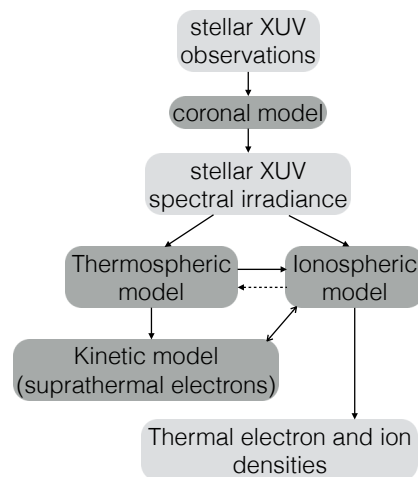 stellar XUV
observations
coronal model
stellar XUV
spectral irradiance
Thermospheric
model
Ionospheric
model
Kinetic model
(suprathermal electrons)
Thermal electron and ion
densities